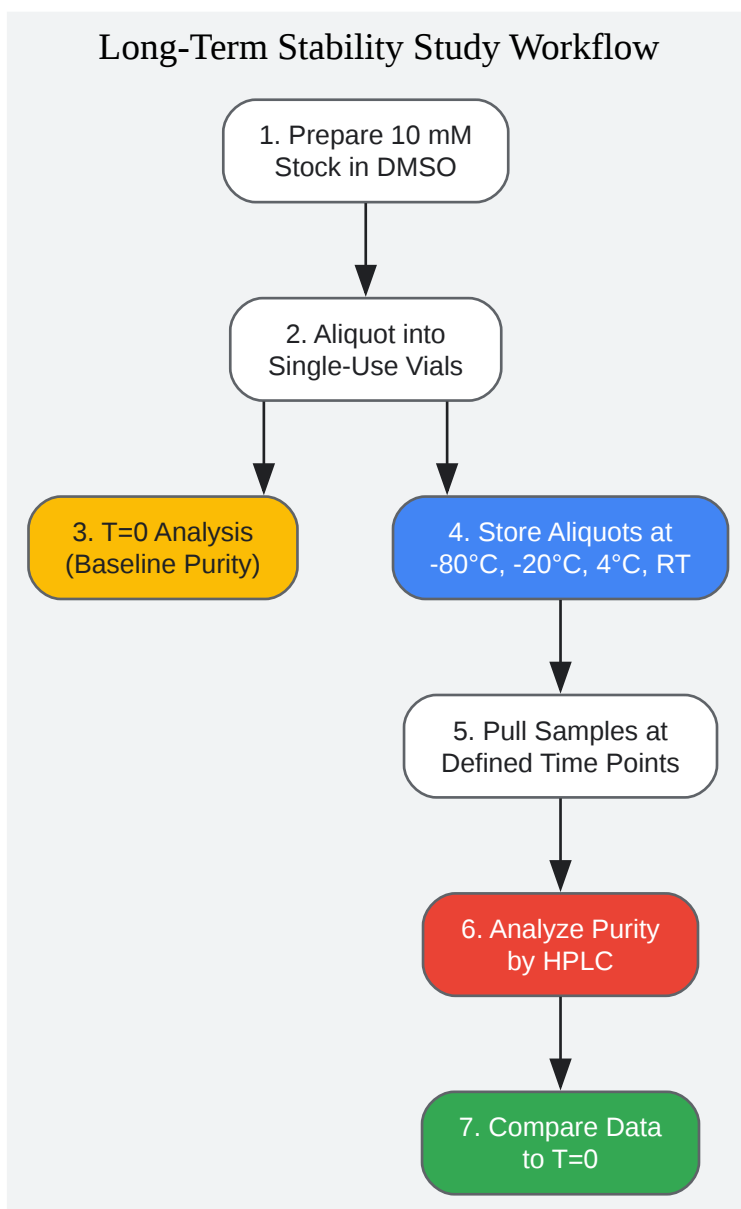 Long-Term Stability Study Workflow
1. Prepare 10 mM
Stock in DMSO
2. Aliquot into
Single-Use Vials
3. T=0 Analysis
(Baseline Purity)
4. Store Aliquots at
-80°C, -20°C, 4°C, RT
5. Pull Samples at
Defined Time Points
6. Analyze Purity
by HPLC
7. Compare Data
to T=0